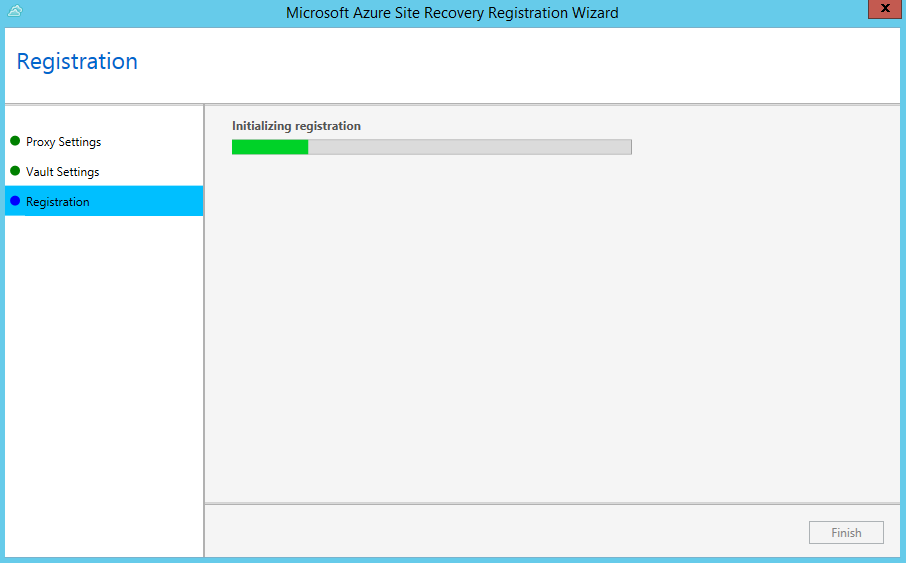 Microsoft Azure Site Recovery Registration Wizard
x
Registration
Proxy Settings
Vault Settings
Registration
Initializing registration
Finish